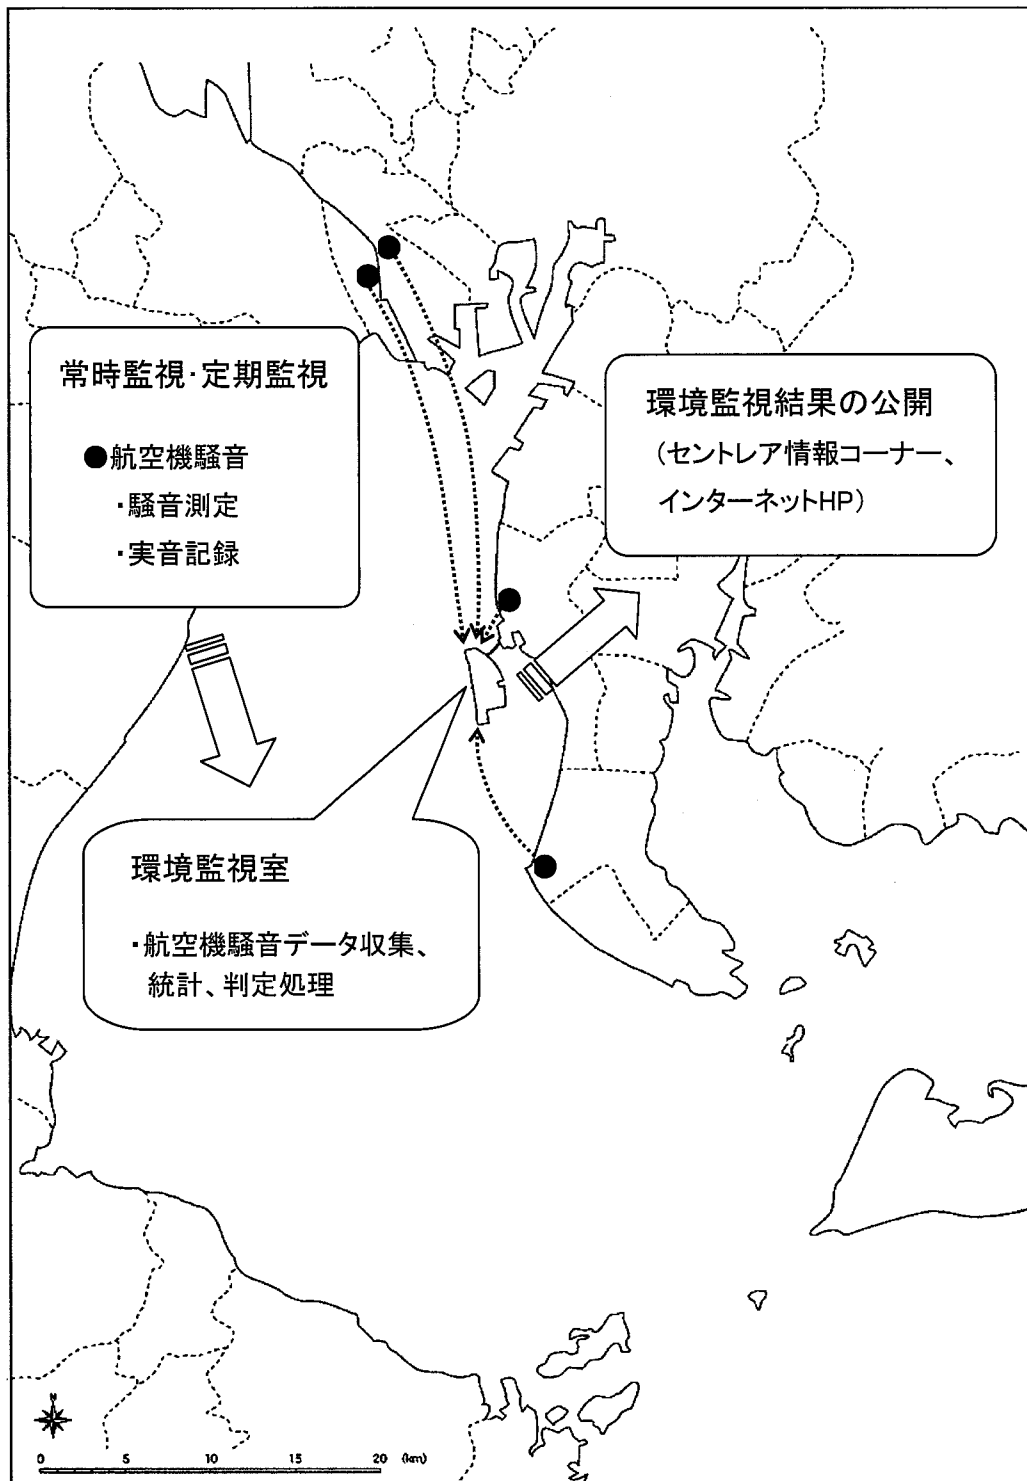 常時監視・定期監視
●航空機騒音
・騒音測定
・実音記録
環境監視結果の公開
(セントレア情報コーナー、
インターネットHP)
環境監視室
・航空機騒音データ収集、
統計、判定処理
N
0 5 10 15 20 (km)